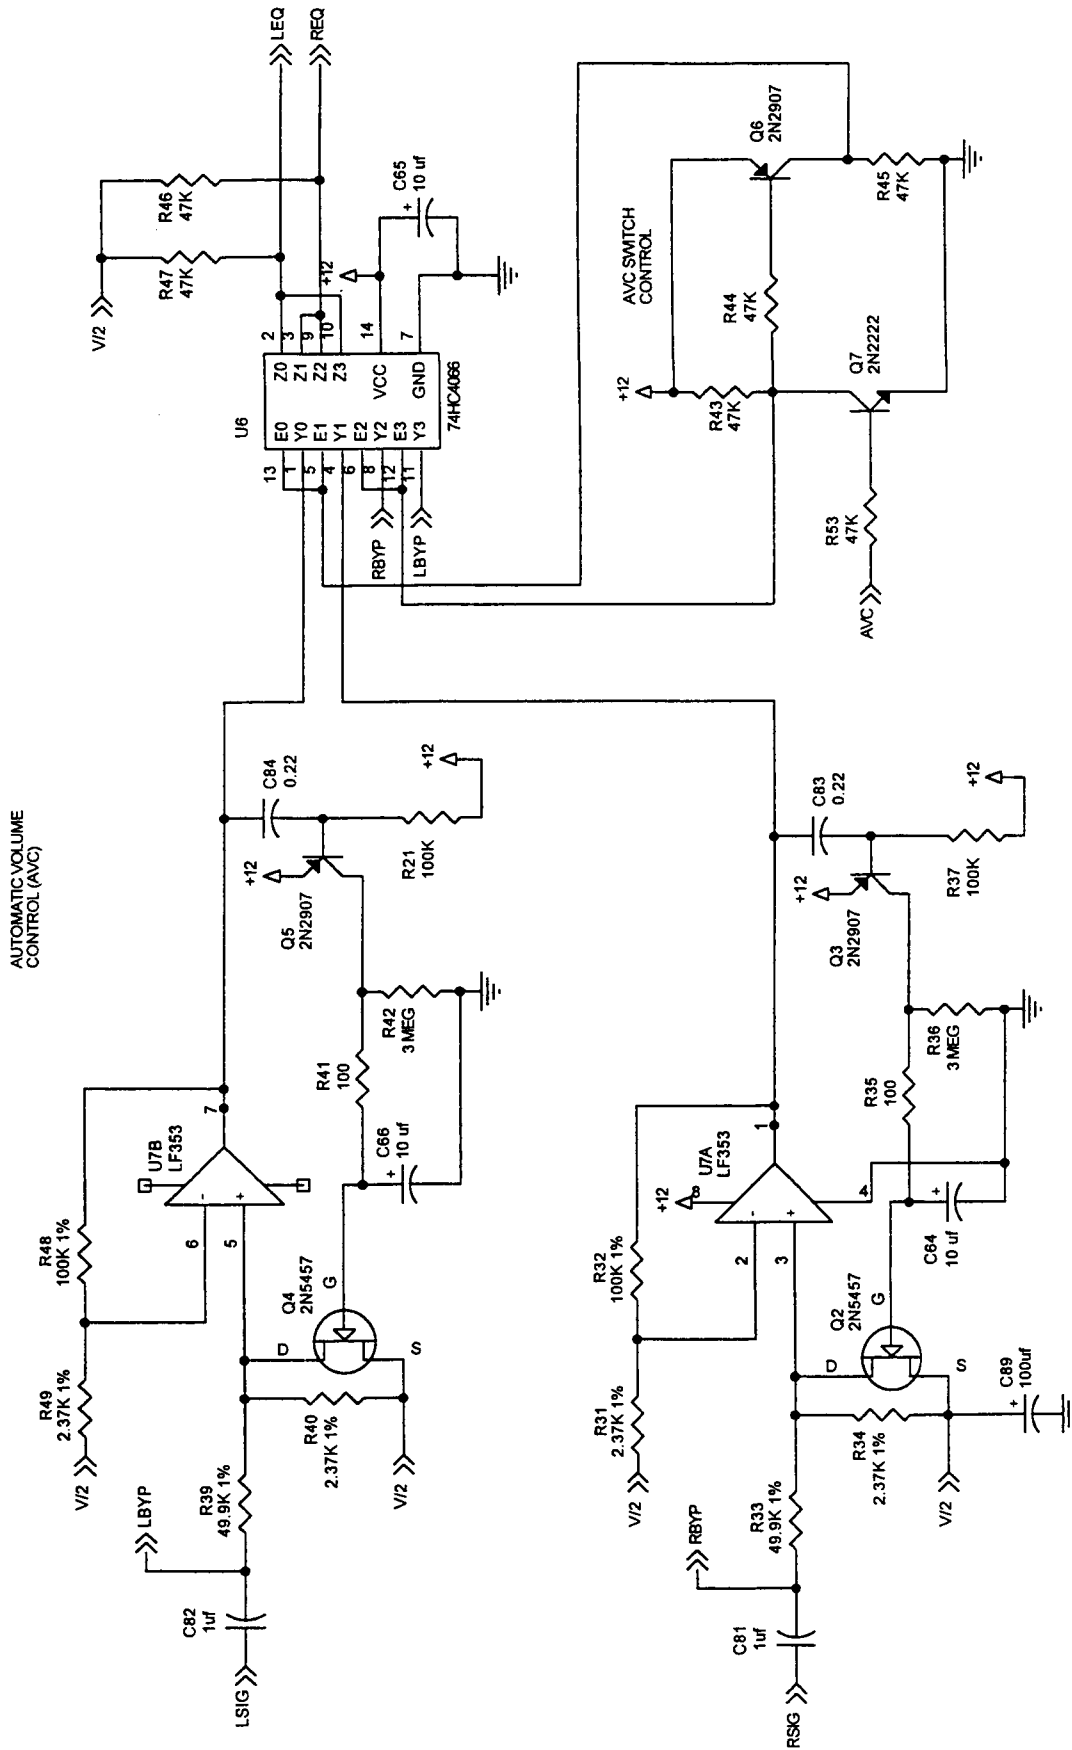 AUTOMATIC VOLUME
CONTROL (AVC)
LEQ
REQ
V/2
R46
47K
R47
47K
+12
C65
10 uf
+
U6
2
3
9
10
14
7
Z0
Z1
Z2
Z3
VCC
GND
E0
Y0
E1
Y1
E2
Y2
E3
Y3
74HC4066
13
1
5
4
6
8
12
11
RBYP
LBYP
AVC SWITCH
CONTROL
Q6
2N2907
R45
47K
R44
47K
+12
R43
47K
Q7
2N2222
R53
47K
AVC
C84
0.22
+12
Q5
2N2907
R21
100K
+12
R42
3MEG
R41
100
C66
10 uf
+
7
U7B
LF353
-
+
6
5
R48
100K 1%
R49
2.37K 1%
V/2
Q4
2N5457
G
D
S
R40
2.37K 1%
V/2
R39
49.9K 1%
LBYP
C82
1uf
LSIG
C83
0.22
+12
Q3
2N2907
R37
100K
+12
R36
3MEG
R35
100
C64
10 uf
+
1
U7A
LF353
+12
8
4
-
+
2
3
R32
100K 1%
R31
2.37K 1%
V/2
Q2
2N5457
G
D
S
C89
100uf
+
R34
2.37K 1%
V/2
R33
49.9K 1%
RBYP
C81
1uf
RSIG